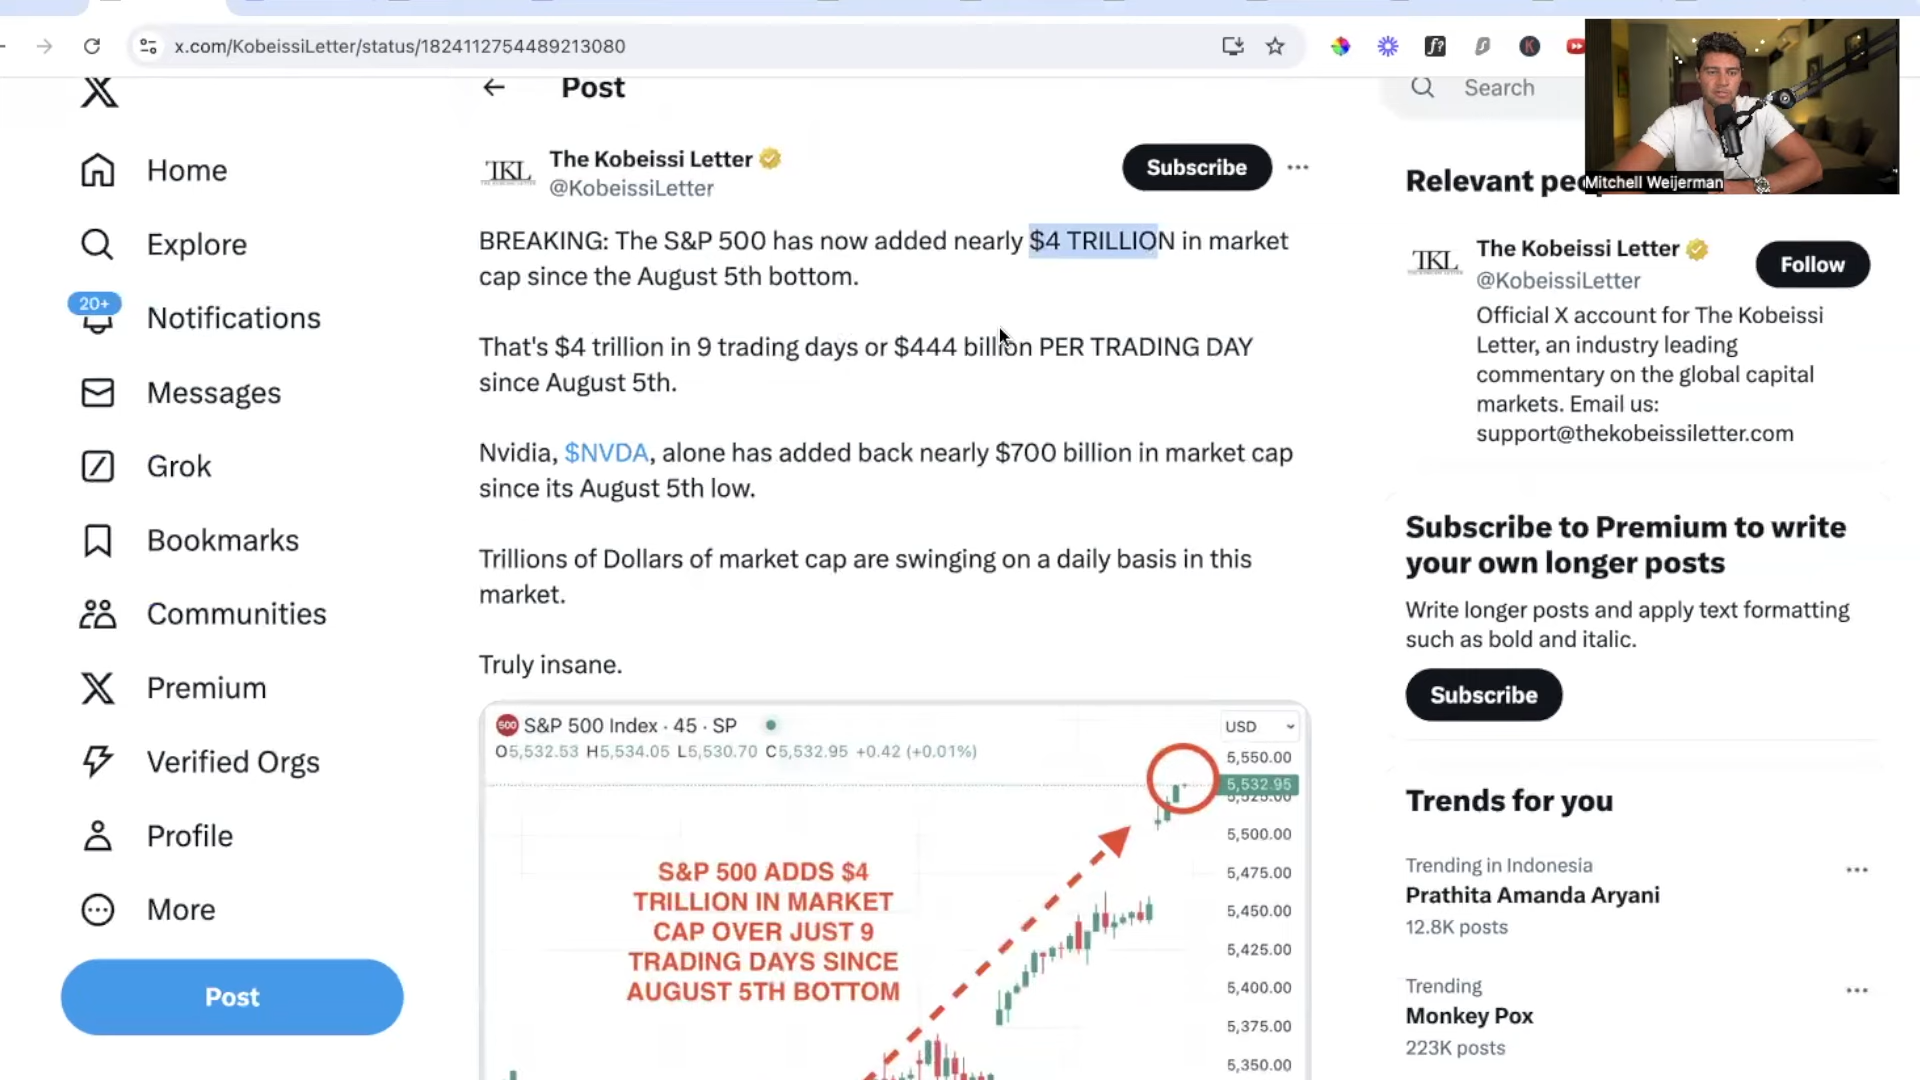 x.com/KobeissiLetter/status/1824112754489213080
Home
Explore
20+
Notifications
Messages
Grok
Bookmarks
Communities
Premium
Verified Orgs
Profile
More
Post
Post
TKL
The Kobeissi Letter
@KobeissiLetter
Subscribe
BREAKING: The S&P 500 has now added nearly $4 TRILLION in market
cap since the August 5th bottom.
That's $4 trillion in 9 trading days or $444 billion PER TRADING DAY
since August 5th.
Nvidia, $NVDA, alone has added back nearly $700 billion in market cap
since its August 5th low.
Trillions of Dollars of market cap are swinging on a daily basis in this
market.
Truly insane.
500 S&P 500 Index · 45 · SP
USD
O5,532.53 H5,534.05 L5,530.70 C5,532.95 +0.42 (+0.01%)
S&P 500 ADDS $4
TRILLION IN MARKET
CAP OVER JUST 9
TRADING DAYS SINCE
AUGUST 5TH BOTTOM
5,550.00
5,532.95
5,525.00
5,500.00
5,475.00
5,450.00
5,425.00
5,400.00
5,375.00
5,350.00
Search
Mitchell Weijerman
Relevant peo
TKL
The Kobeissi Letter
@KobeissiLetter
Follow
Official X account for The Kobeissi
Letter, an industry leading
commentary on the global capital
markets. Email us:
support@thekobeissiletter.com
Subscribe to Premium to write
your own longer posts
Write longer posts and apply text formatting
such as bold and italic.
Subscribe
Trends for you
Trending in Indonesia
Prathita Amanda Aryani
12.8K posts
Trending
Monkey Pox
223K posts